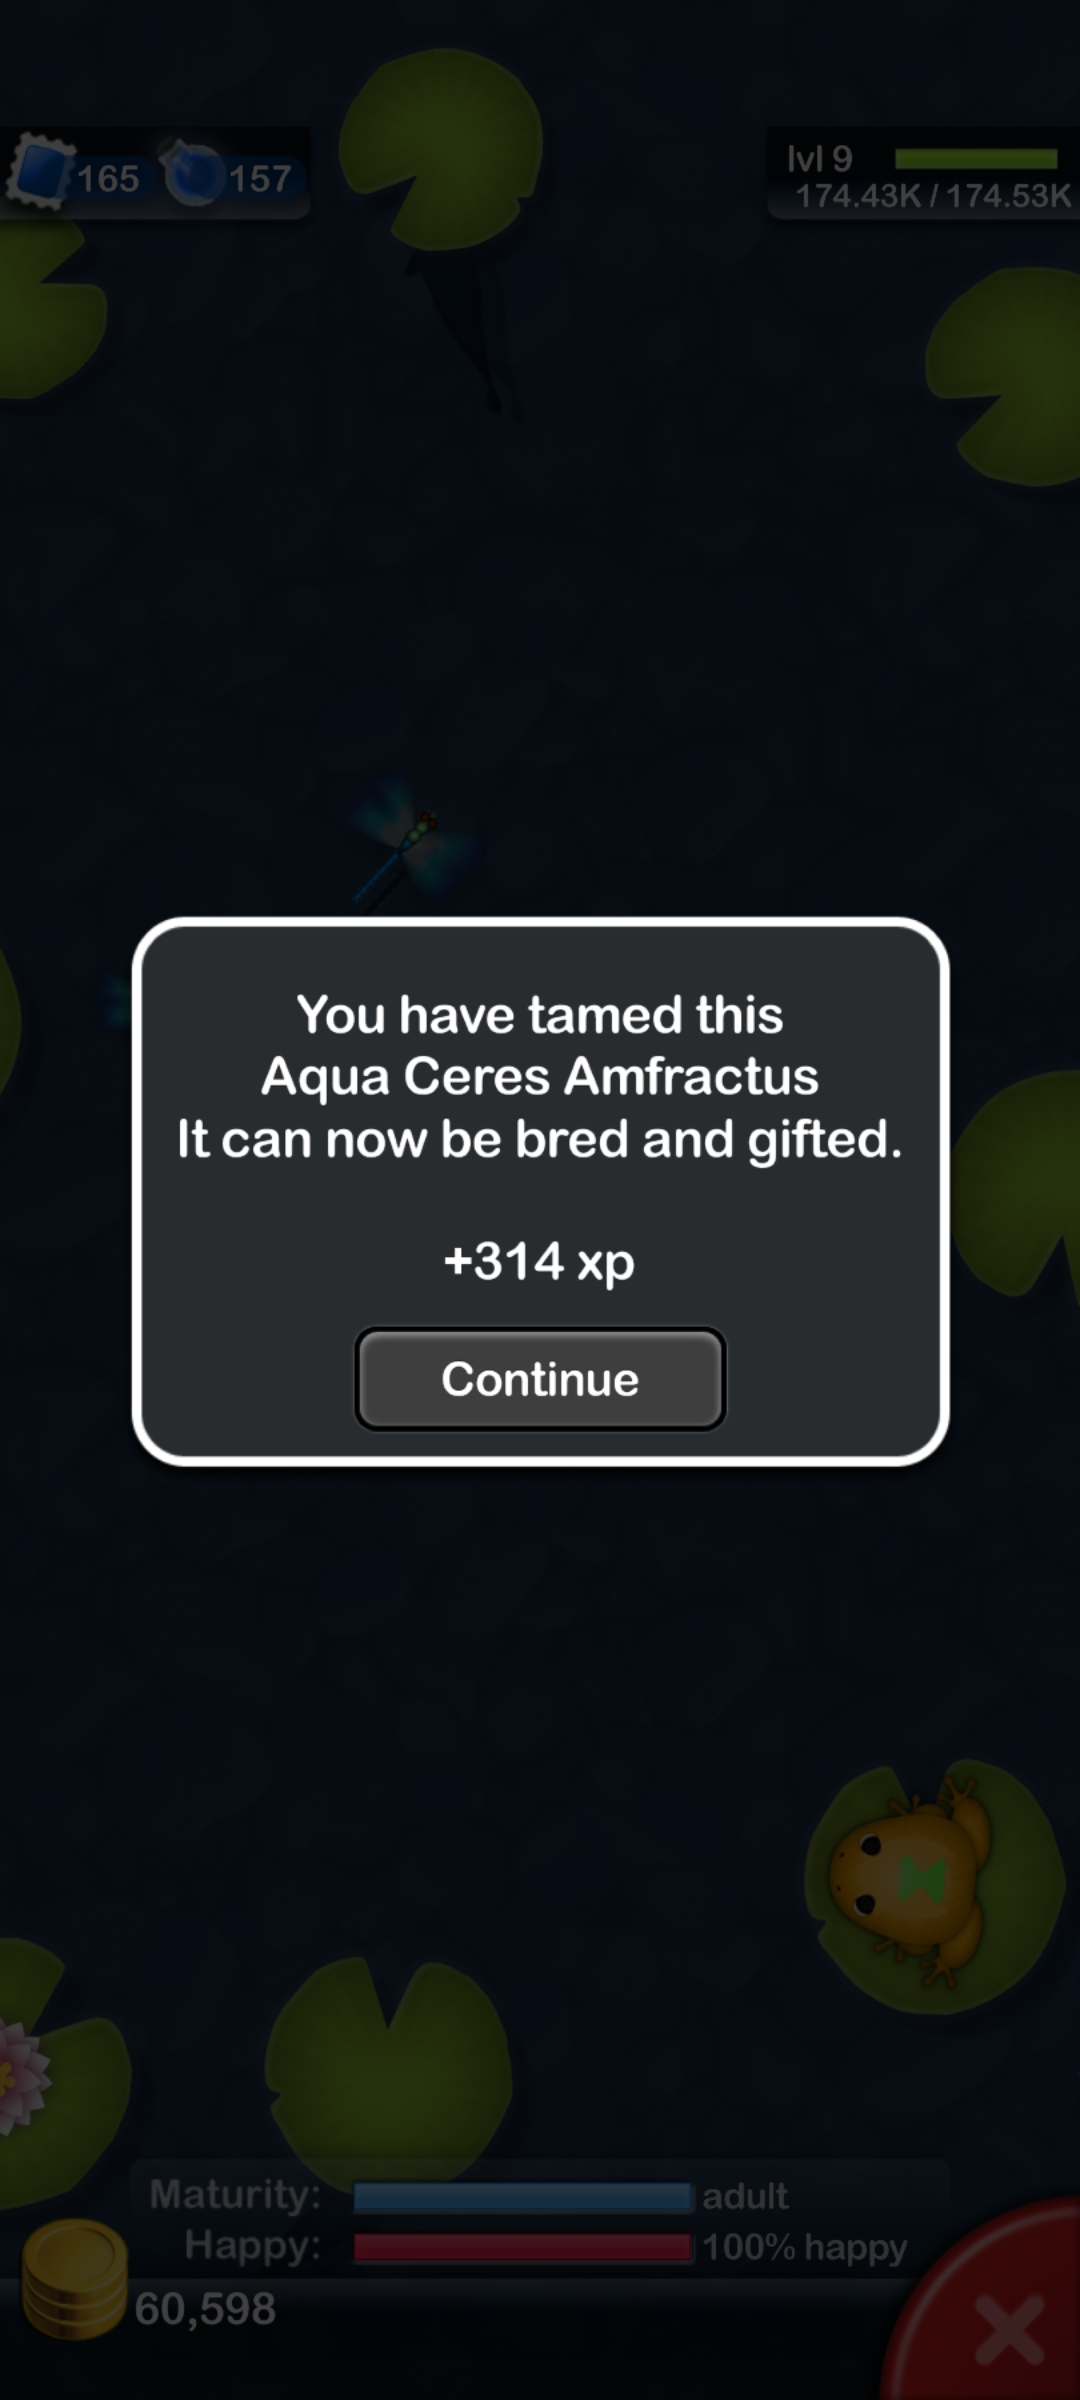 165 157
lvl 9
174.43K / 174.53K
You have tamed this
Aqua Ceres Amfractus
It can now be bred and gifted.
+314 xp
Continue
Maturity: adult
Happy: 100% happy
60,598